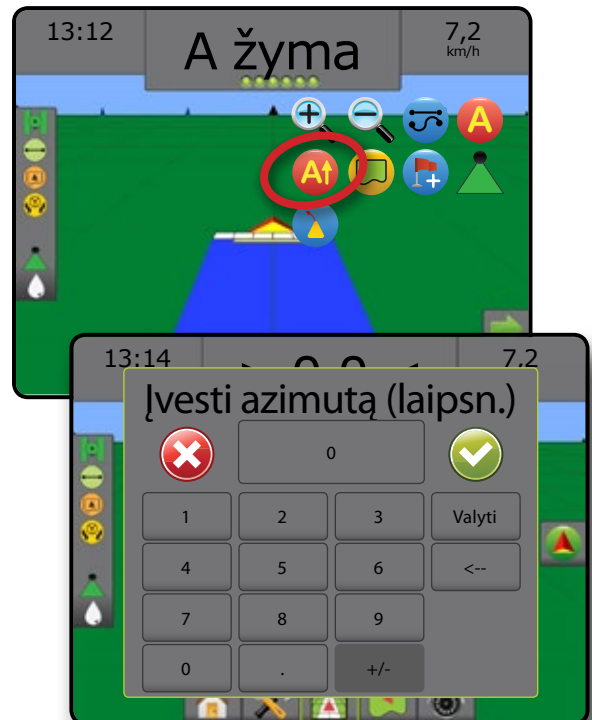 13:12
A žyma
7,2
km/h
A
A↑
13:14
7,2
Įvesti azimutą (laipsn.)
0
1 2 3 Valyti
4 5 6 <--
7 8 9
0 . +/-